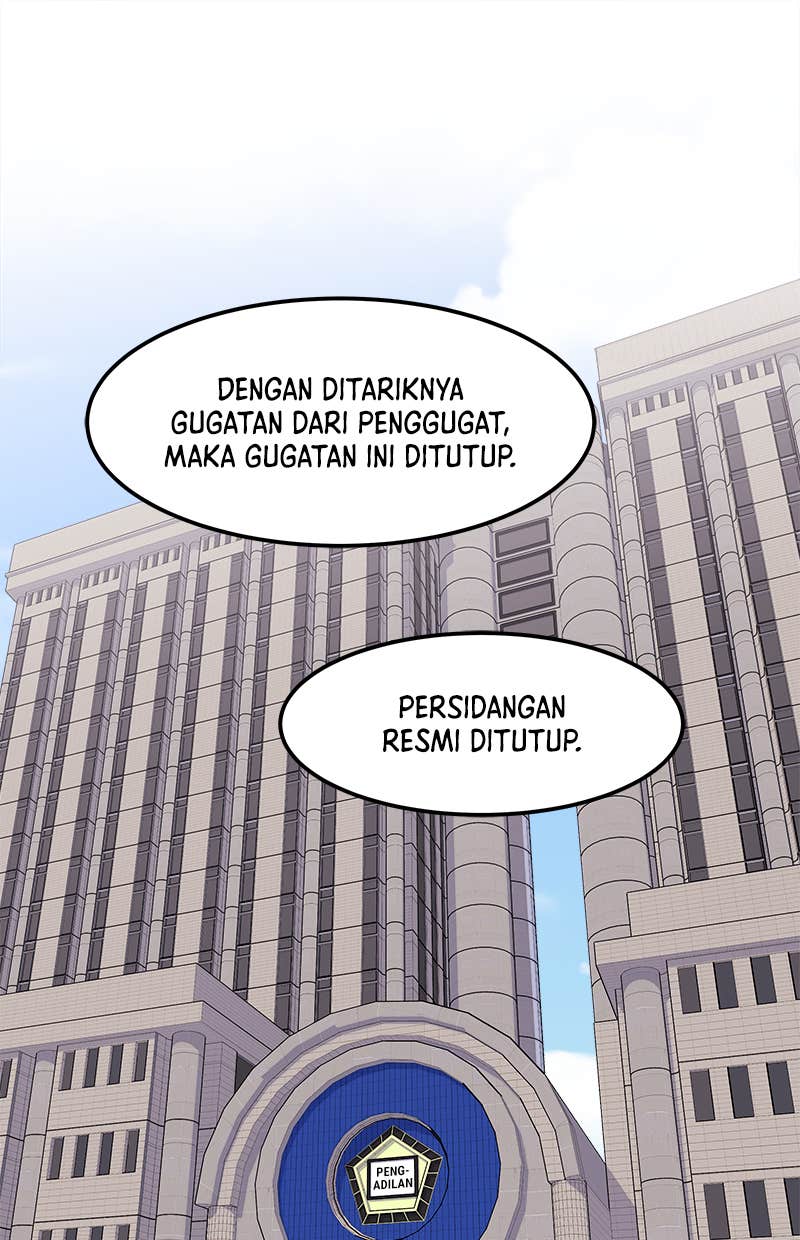 DENGAN DITARIKNYA
GUGATAN DARI PENGGUGAT,
MAKA GUGATAN INI DITUTUP.
PERSIDANGAN
RESMI DITUTUP.
PENG-
ADILAN